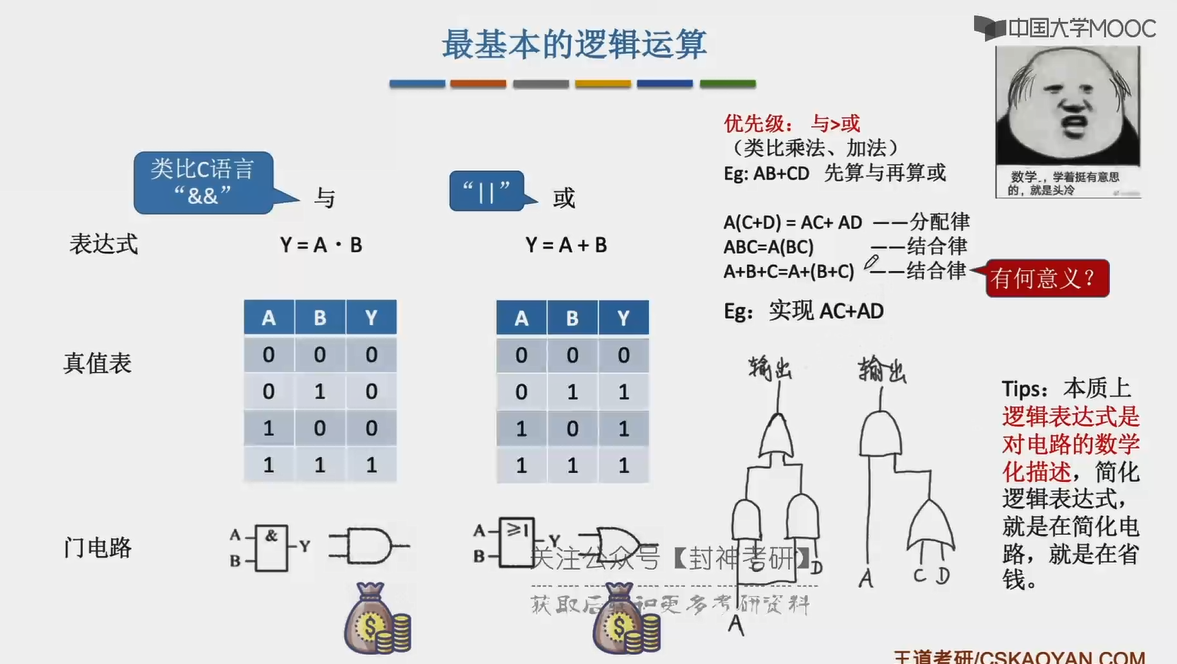 中国大学MOOC
最基本的逻辑运算
类比C语言
“&&”
与
“||”
或
表达式
Y = A · B
Y = A + B
真值表
A B Y
0 0 0
0 1 0
1 0 0
1 1 1
A B Y
0 0 0
0 1 1
1 0 1
1 1 1
门电路
A
B
&
Y
A
B
≥1
Y
优先级： 与>或
（类比乘法、加法）
Eg: AB+CD 先算与再算或
A(C+D) = AC+ AD ——分配律
ABC=A(BC) ——结合律
A+B+C=A+(B+C) ——结合律
有何意义？
Eg：实现 AC+AD
输出
C
D
A
输出
A
C D
数学，学着挺有意思
的，就是头冷
Tips：本质上
逻辑表达式是
对电路的数学
化描述，简化
逻辑表达式，
就是在简化电
路，就是在省
钱。
关注公众号【封神考研】
获取后续和更多考研资料
王道考研/CSKAOYAN.COM